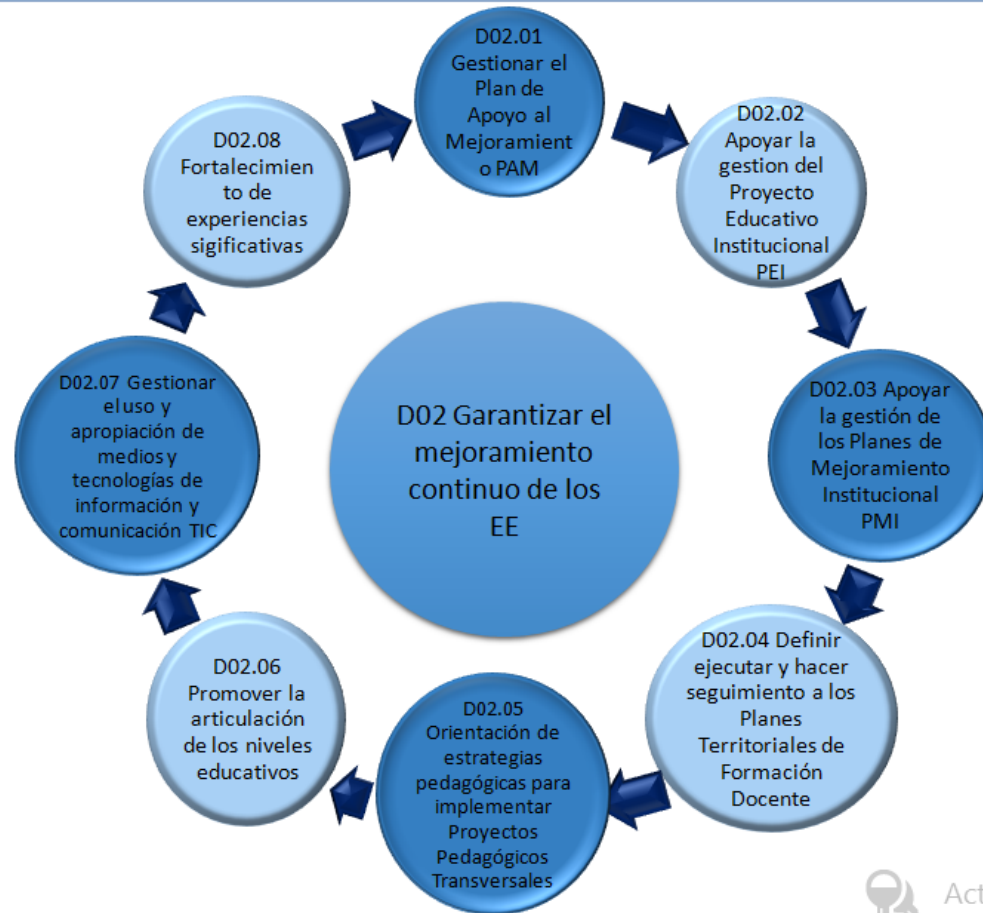 D02.01
Gestionar el
Plan de
Apoyo al
Mejoramient
o PAM
D02.02
Apoyar la
gestion del
Proyecto
Educativo
Institucional
PEI
D02.03 Apoyar
la gestión de
los Planes de
Mejoramiento
Institucional
PMI
D02.04 Definir
ejecutar y hacer
seguimiento a los
Planes
Territoriales de
Formación
Docente
D02.05
Orientación de
estrategias
pedagógicas para
implementar
Proyectos
Pedagógicos
Transversales
D02.06
Promover la
articulación
de los niveles
educativos
D02.07 Gestionar
el uso y
apropiación de
medios y
tecnologías de
información y
comunicación TIC
D02.08
Fortalecimien
to de
experiencias
sigificativas
D02 Garantizar el
mejoramiento
continuo de los
EE
Act